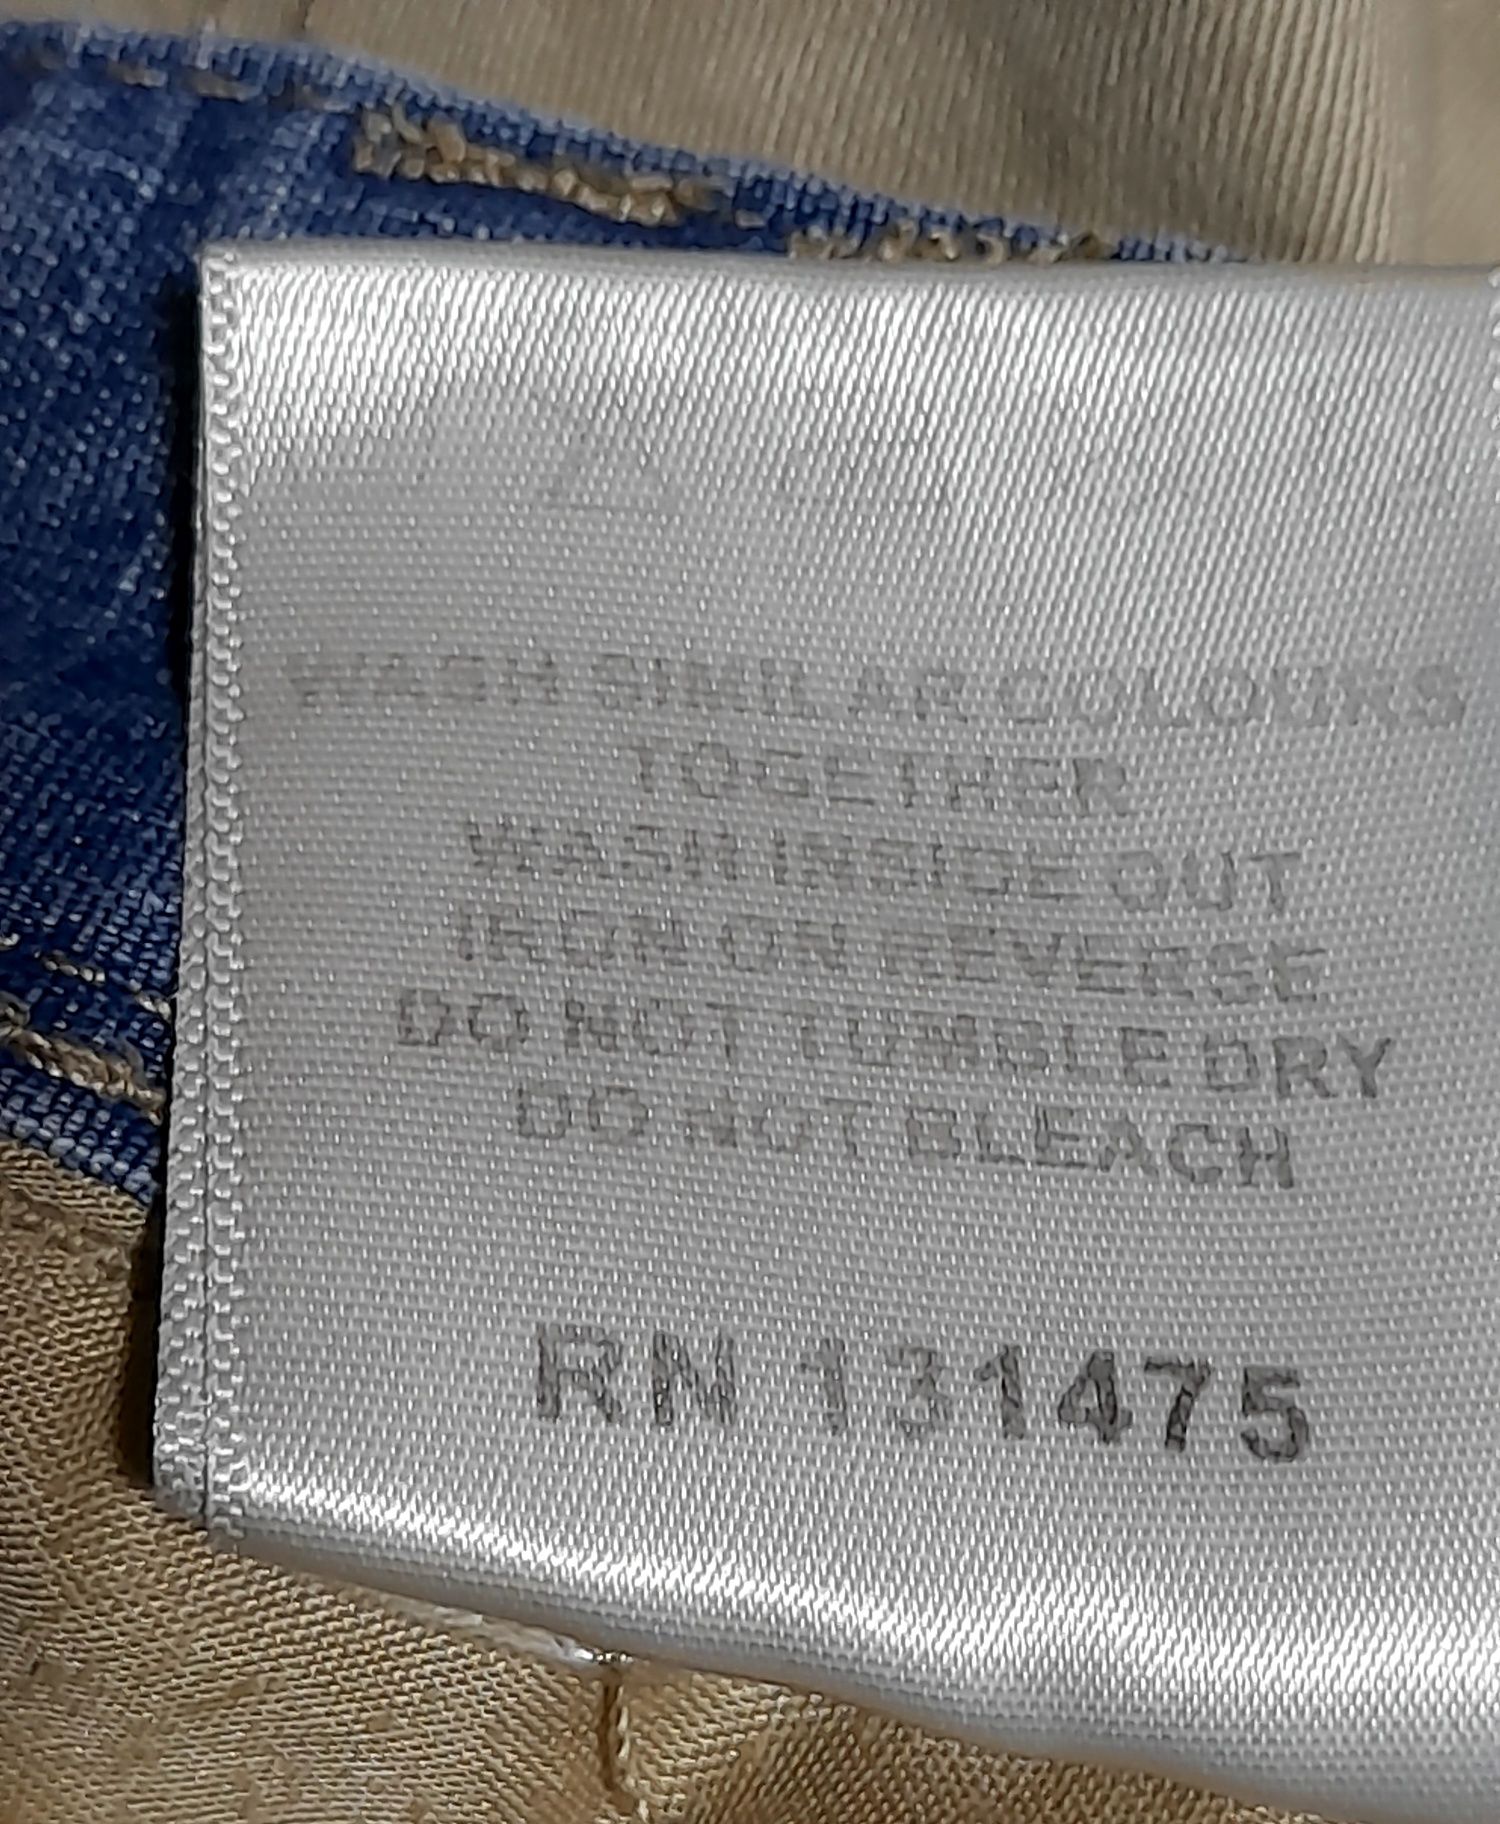 WASH SIMILAR COLOURS
TOGETHER
WASH INSIDE OUT
IRON ON REVERSE
DO NOT TUMBLE DRY
DO NOT BLEACH
RN 131475